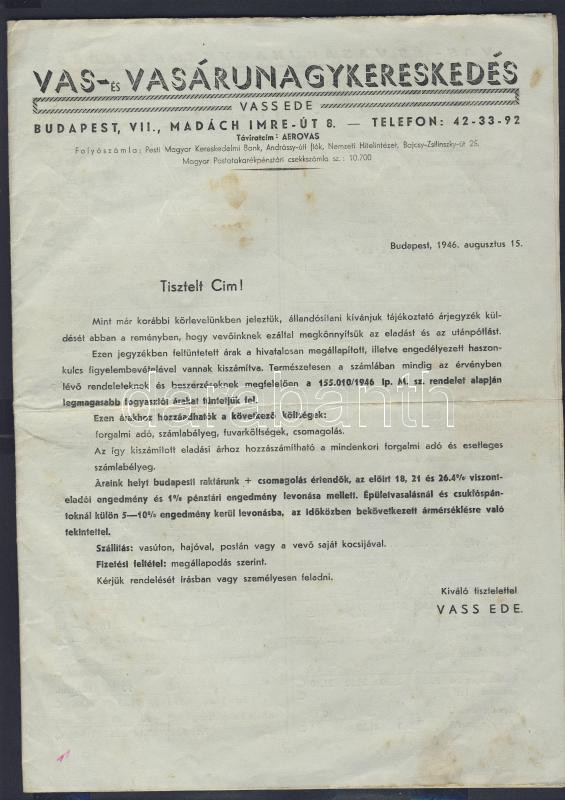 VAS- ÉS VASÁRUNAGYKERESKEDÉS
VASS EDE
BUDAPEST, VII., MADÁCH IMRE-ÚT 8. — TELEFON: 42-33-92
Táviratcim: AEROVAS
Folyószámla: Pesti Magyar Kereskedelmi Bank, Andrássy-úti fiók, Nemzeti Hitelintézet, Bajcsy-Zsilinszky-út 25.
Magyar Postatakarékpénztári csekkszámla sz.: 10.700
Budapest, 1946. augusztus 15.
Tisztelt Cim!
Mint már korábbi körlevelünkben jeleztük, állandósitani kivánjuk tájékoztató árjegyzék kül-
dését abban a reményben, hogy vevőinknek ezáltal megkönnyítsük az eladást és az utánpótlást.
Ezen jegyzékben feltüntetett árak a hivatalosan megállapított, illetve engedélyezett haszon-
kulcs figyelembevételével vannak kiszámítva. Természetesen a számlában mindig az érvényben
lévő rendeleteknek és beszerzéseknek megfelelően a 155.010/1946 Ip. M. sz. rendelet alapján
legmagasabb fogyasztói árakat tüntetjük fel.
Ezen árakhoz hozzáadhatók a következő költségek:
forgalmi adó, számlabélyeg, fuvarköltségek, csomagolás.
Az így kiszámított eladási árhoz hozzászámítható a mindenkori forgalmi adó és esetleges
számlabélyeg.
Áraink helyt budapesti raktárunk + csomagolás értendők, az előirt 18, 21 és 26.4% viszont-
eladói engedmény és 1% pénztári engedmény levonása mellett. Épületvasalásnál és csuklóspán-
toknál külön 5—10% engedmény kerül levonásba, az időközben bekövetkezett ármérséklésre való
tekintettel.
Szállítás: vasúton, hajóval, postán vagy a vevő saját kocsijával.
Fizetési feltétel: megállapodás szerint.
Kérjük rendelését írásban vagy személyesen feladni.
Kiváló tisztelettel
VASS EDE.
darabanth